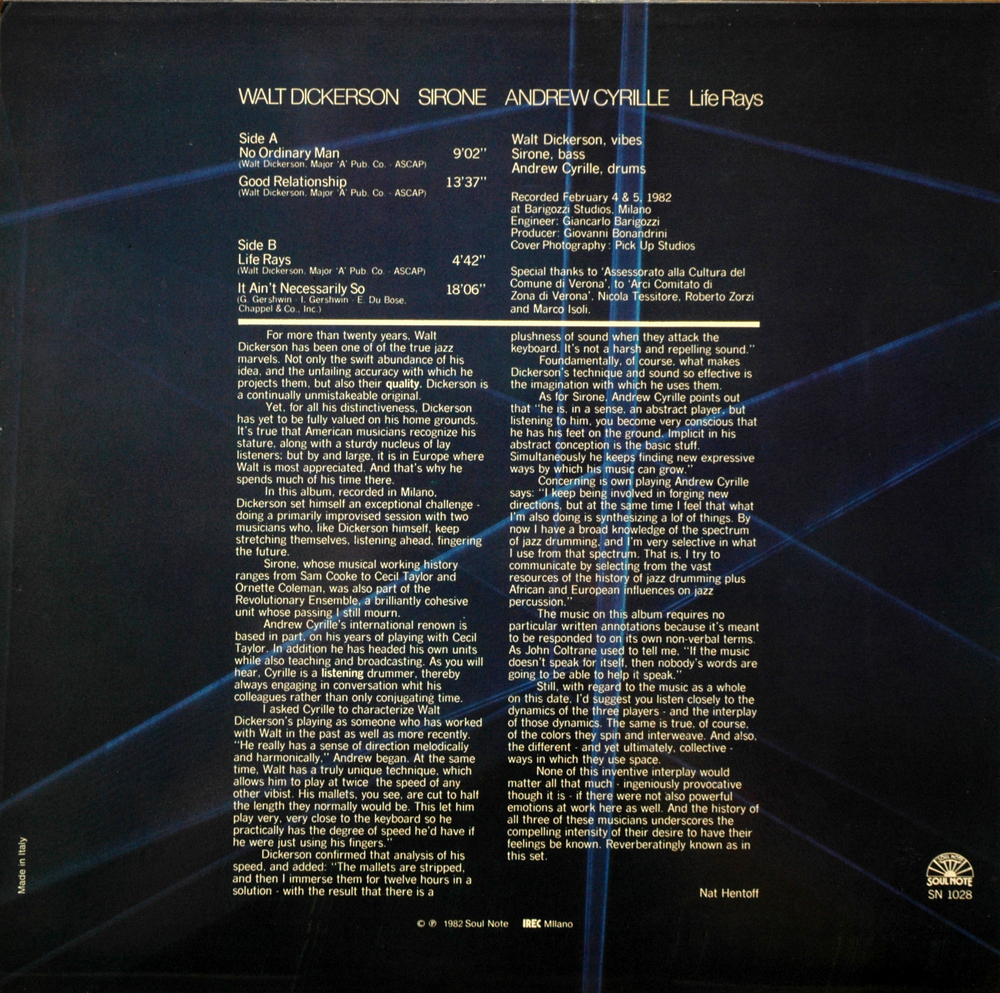 WALT DICKERSON SIRONE ANDREW CYRILLE Life Rays
Side A
No Ordinary Man 9'02''
(Walt Dickerson, Major 'A' Pub. Co. - ASCAP)
Good Relationship 13'37''
(Walt Dickerson, Major 'A' Pub. Co. - ASCAP)
Side B
Life Rays 4'42''
(Walt Dickerson, Major 'A' Pub. Co. - ASCAP)
It Ain't Necessarily So 18'06''
(G. Gershwin - I. Gershwin - E. Du Bose,
Chappel & Co., Inc.)
Walt Dickerson, vibes
Sirone, bass
Andrew Cyrille, drums
Recorded February 4 & 5, 1982
at Barigozzi Studios, Milano
Engineer: Giancarlo Barigozzi
Producer: Giovanni Bonandrini
Cover Photography: Pick Up Studios
Special thanks to 'Assessorato alla Cultura del
Comune di Verona', to 'Arci Comitato di
Zona di Verona', Nicola Tessitore, Roberto Zorzi
and Marco Isoli.
For more than twenty years, Walt
Dickerson has been one of of the true jazz
marvels. Not only the swift abundance of his
idea, and the unfailing accuracy with which he
projects them, but also their quality. Dickerson is
a continually unmistakeable original.
Yet, for all his distinctiveness, Dickerson
has yet to be fully valued on his home grounds.
It's true that American musicians recognize his
stature, along with a sturdy nucleus of lay
listeners; but by and large, it is in Europe where
Walt is most appreciated. And that's why he
spends much of his time there.
In this album, recorded in Milano,
Dickerson set himself an exceptional challenge -
doing a primarily improvised session with two
musicians who, like Dickerson himself, keep
stretching themselves, listening ahead, fingering
the future.
Sirone, whose musical working history
ranges from Sam Cooke to Cecil Taylor and
Ornette Coleman, was also part of the
Revolutionary Ensemble, a brilliantly cohesive
unit whose passing I still mourn.
Andrew Cyrille's international renown is
based in part, on his years of playing with Cecil
Taylor. In addition he has headed his own units
while also teaching and broadcasting. As you will
hear, Cyrille is a listening drummer, thereby
always engaging in conversation whit his
colleagues rather than only conjugating time.
I asked Cyrille to characterize Walt
Dickerson's playing as someone who has worked
with Walt in the past as well as more recently.
"He really has a sense of direction melodically
and harmonically," Andrew began. At the same
time, Walt has a truly unique technique, which
allows him to play at twice the speed of any
other vibist. His mallets, you see, are cut to half
the length they normally would be. This let him
play very, very close to the keyboard so he
practically has the degree of speed he'd have if
he were just using his fingers."
Dickerson confirmed that analysis of his
speed, and added: "The mallets are stripped,
and then I immerse them for twelve hours in a
solution - with the result that there is a
plushness of sound when they attack the
keyboard. It's not a harsh and repelling sound."
Foundamentally, of course, what makes
Dickerson's technique and sound so effective is
the imagination with which he uses them.
As for Sirone, Andrew Cyrille points out
that "he is, in a sense, an abstract player, but
listening to him, you become very conscious that
he has his feet on the ground. Implicit in his
abstract conception is the basic stuff.
Simultaneously he keeps finding new expressive
ways by which his music can grow."
Concerning is own playing Andrew Cyrille
says: "I keep being involved in forging new
directions, but at the same time I feel that what
I'm also doing is synthesizing a lof of things. By
now I have a broad knowledge of the spectrum
of jazz drumming, and I'm very selective in what
I use from that spectrum. That is, I try to
communicate by selecting from the vast
resources of the history of jazz drumming plus
African and European influences on jazz
percussion."
The music on this album requires no
particular written annotations because it's meant
to be responded to on its own non-verbal terms.
As John Coltrane used to tell me, "If the music
doesn't speak for itself, then nobody's words are
going to be able to help it speak."
Still, with regard to the music as a whole
on this date, I'd suggest you listen closely to the
dynamics of the three players - and the interplay
of those dynamics. The same is true, of course,
of the colors they spin and interweave. And also,
the different - and yet ultimately, collective -
ways in which they use space.
None of this inventive interplay would
matter all that much - ingeniously provocative
though it is - if there were not also powerful
emotions at work here as well. And the history of
all three of these musicians underscores the
compelling intensity of their desire to have their
feelings be known. Reverberatingly known as in
this set.
Nat Hentoff
Made in Italy
SOUL NOTE
SOUL NOTE
SN 1028
© ℗ 1982 Soul Note IREC Milano